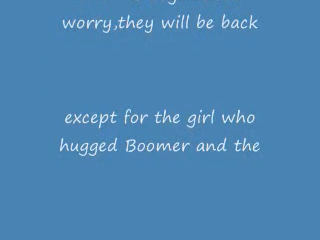 worry,they will be back
except for the girl who
hugged Boomer and the